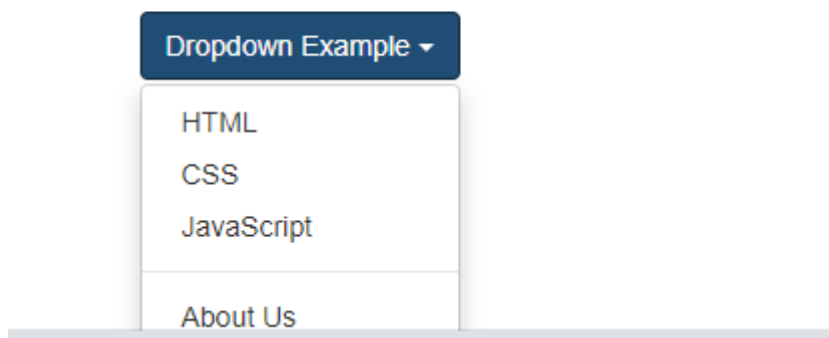 Dropdown Example
HTML
CSS
JavaScript
About Us